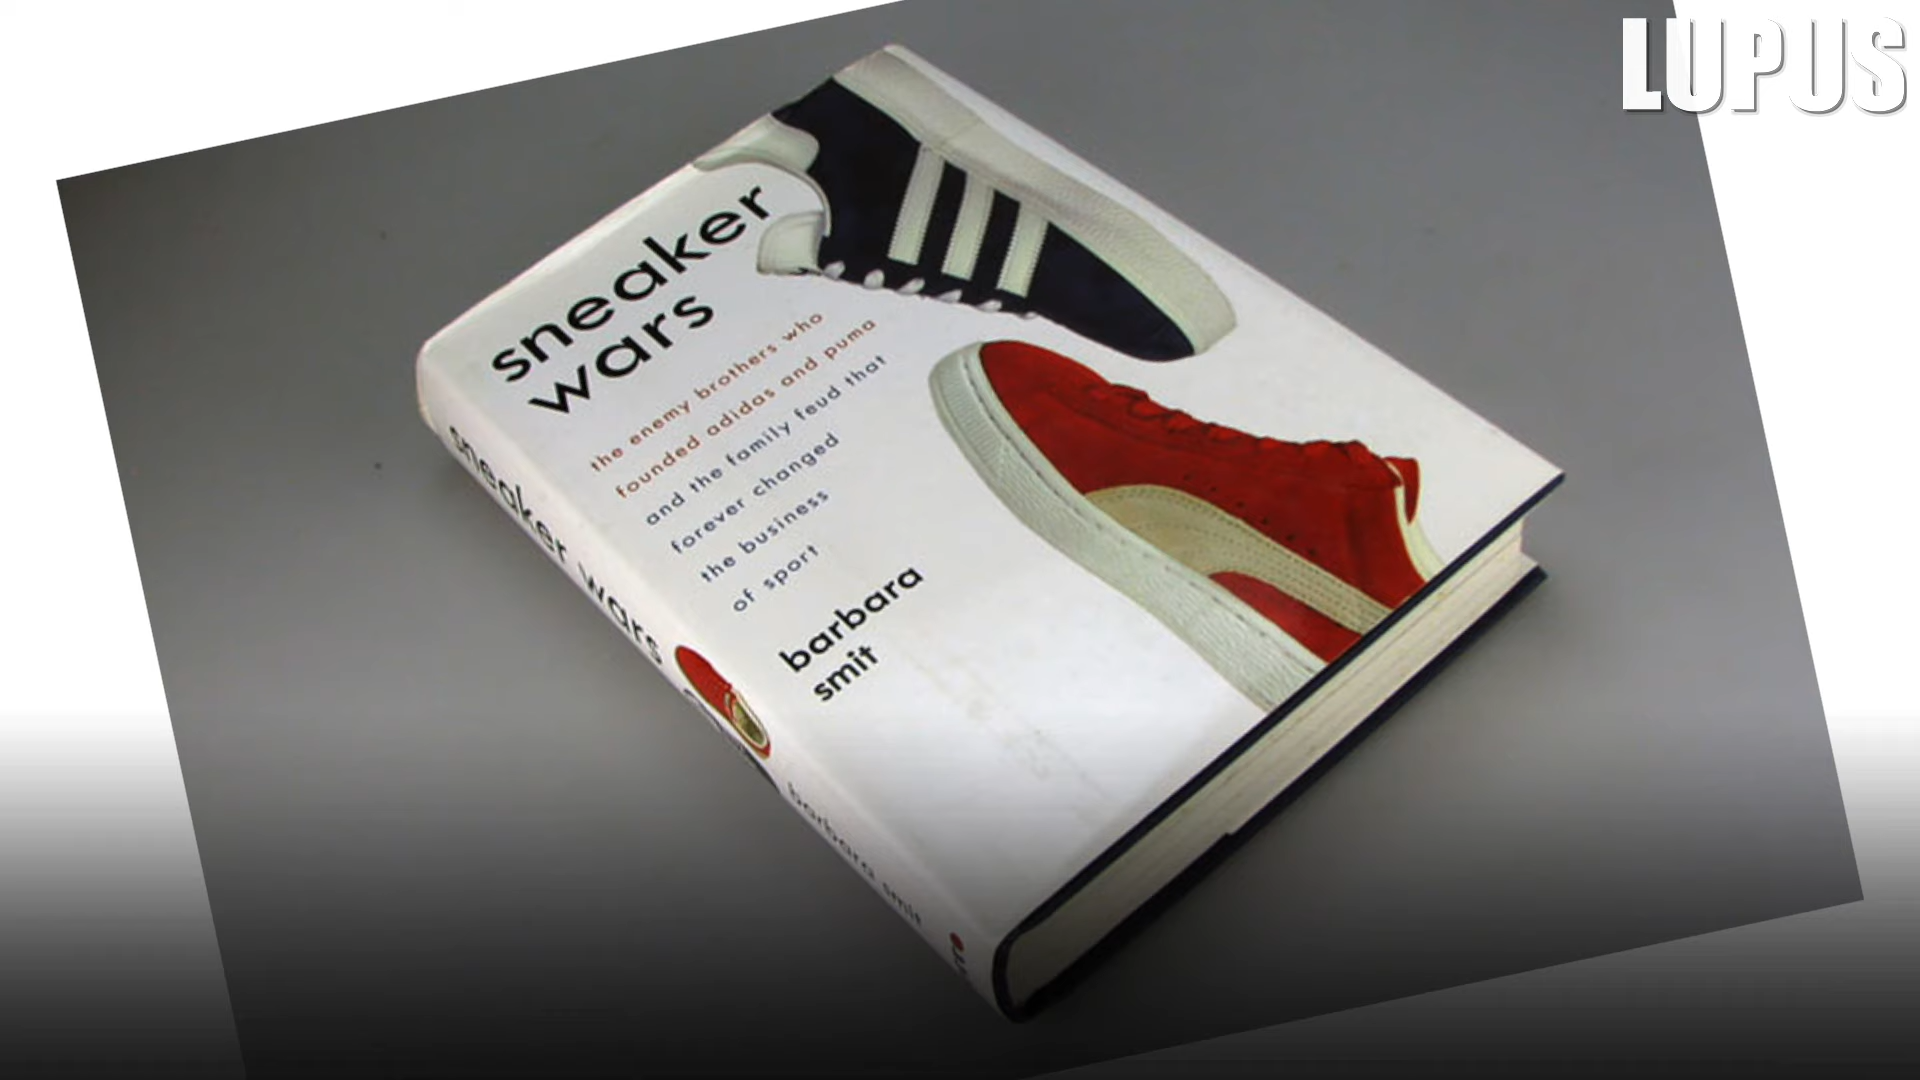 LUPUS
sneaker
wars
the enemy brothers who
founded adidas and puma
and the family feud that
forever changed
the business
of sport
barbara
smit
sneaker wars
barbara smit